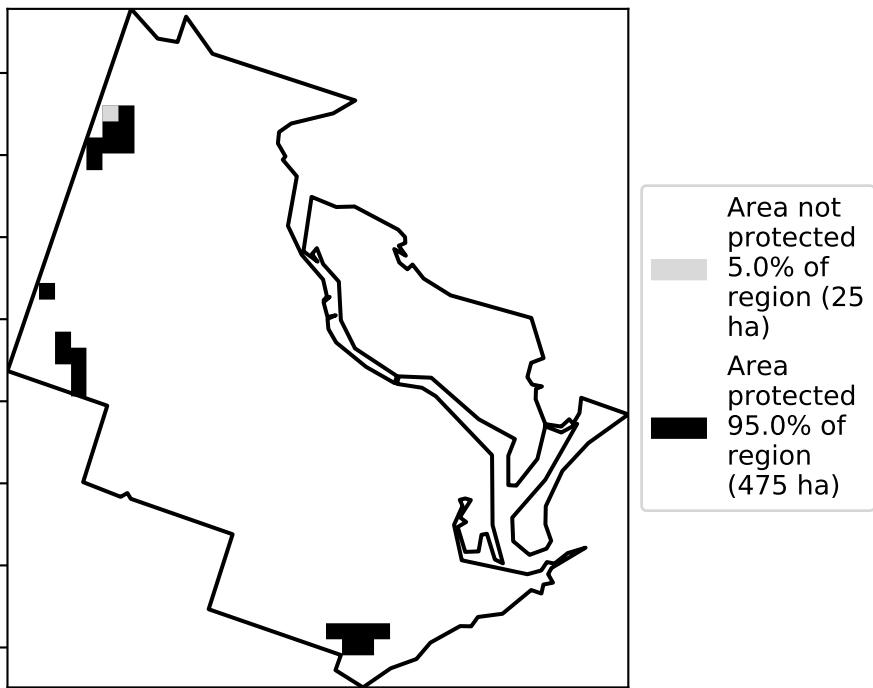 Area not
protected
5.0% of
region (25
ha)
Area
protected
95.0% of
region
(475 ha)